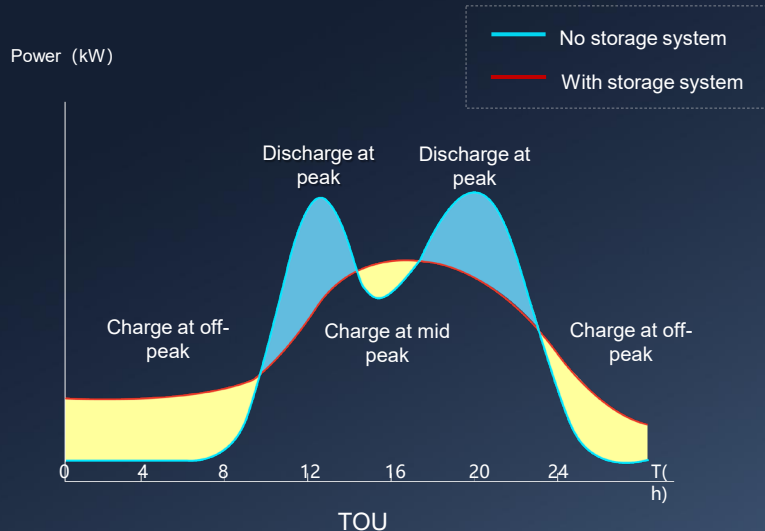 No storage system
Power (kW)
With storage system
Discharge at
peak
Discharge at
peak
Charge at off-
peak
Charge at mid
peak
Charge at off-
peak
0 4 8 12 16 20 24 T(
h)
TOU